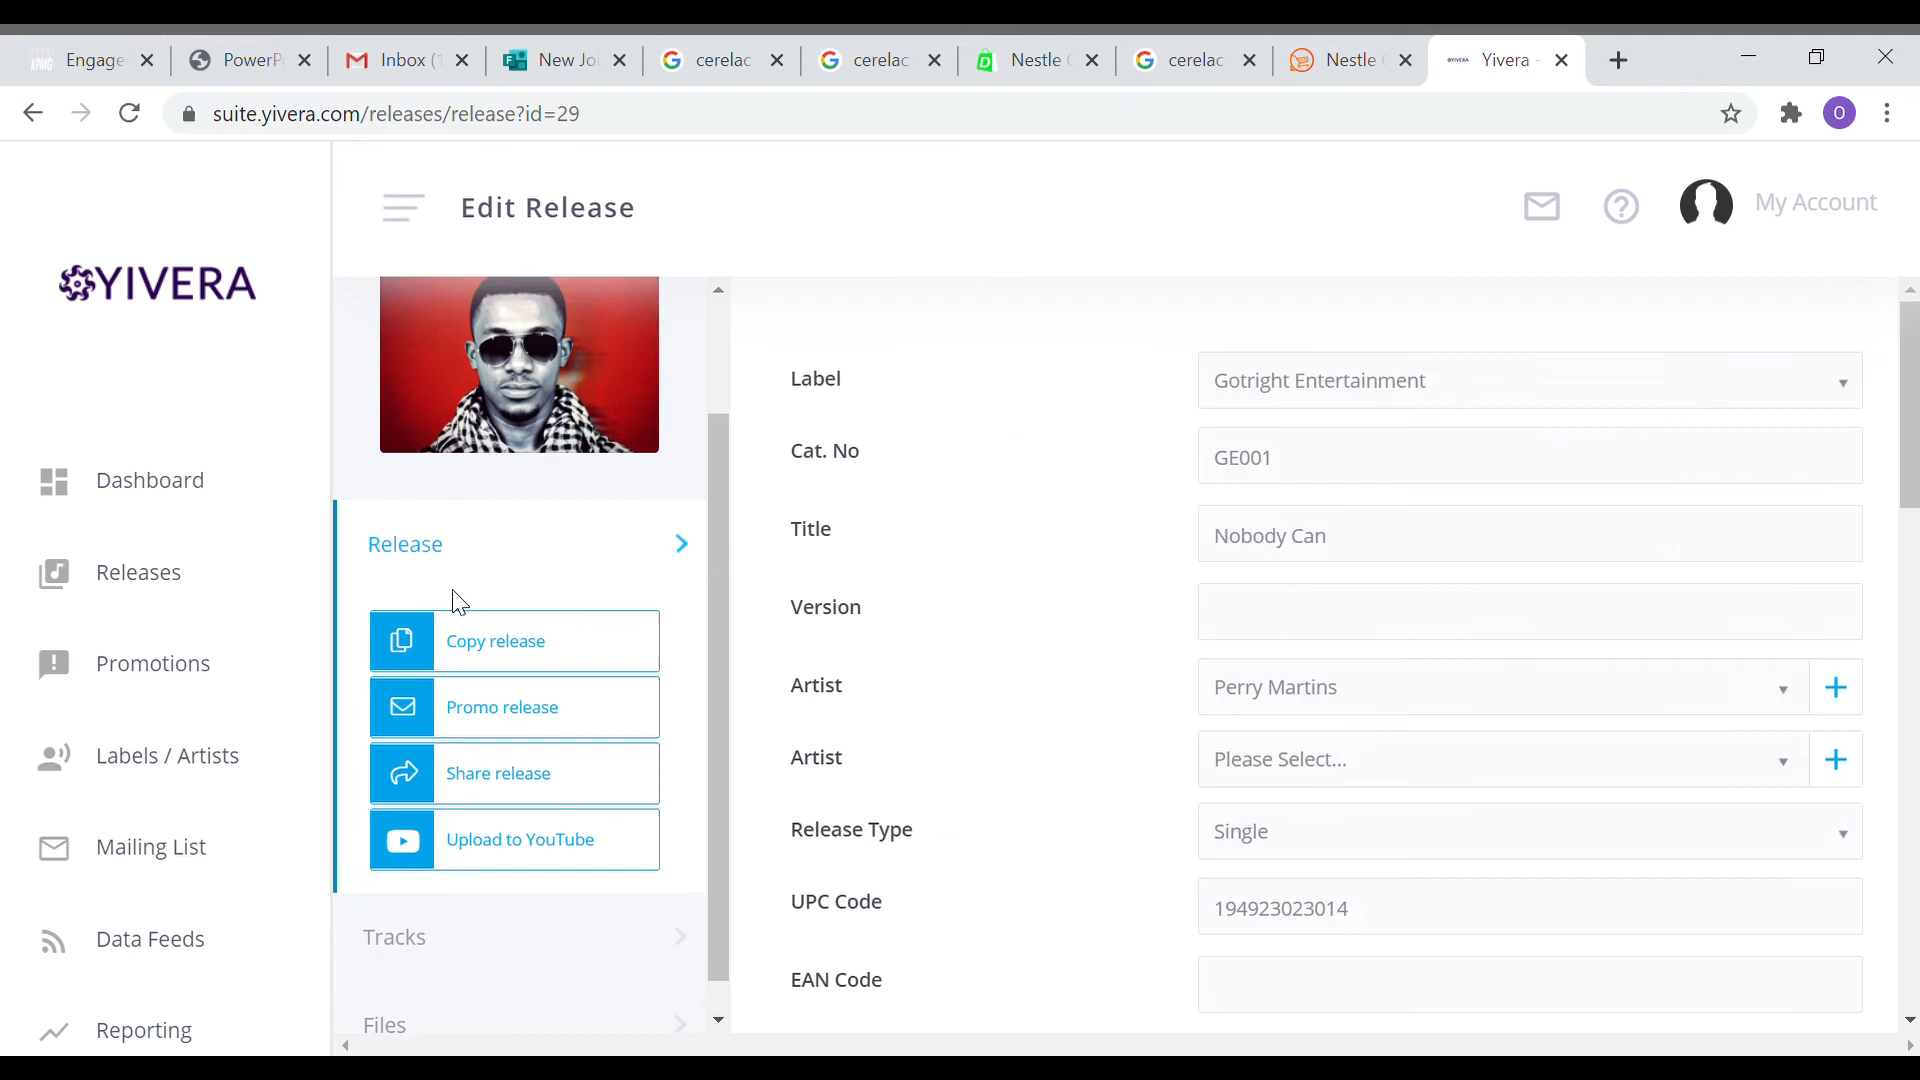 Engage
PowerP
Inbox (1
New Joi
cerelac
cerelac
Nestle
cerelac
Nestle
Yivera -
suite.yivera.com/releases/release?id=29
O
YIVERA
Edit Release
My Account
Dashboard
Releases
Promotions
Labels / Artists
Mailing List
Data Feeds
Reporting
Release
Copy release
Promo release
Share release
Upload to YouTube
Tracks
Files
Label
Gotright Entertainment
Cat. No
GE001
Title
Nobody Can
Version
Artist
Perry Martins
Artist
Please Select...
Release Type
Single
UPC Code
194923023014
EAN Code